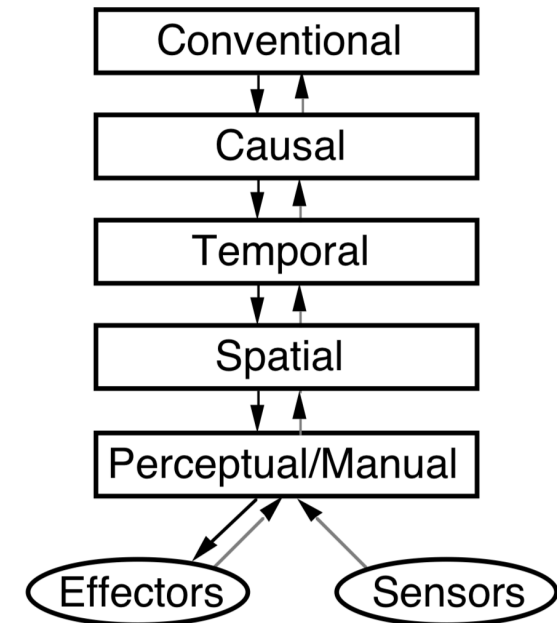 Conventional
Causal
Temporal
Spatial
Perceptual/Manual
Effectors
Sensors